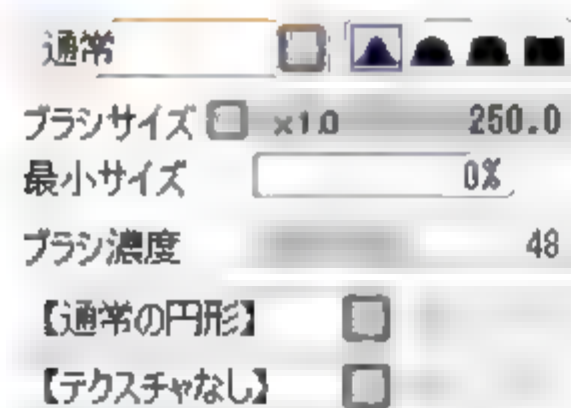 通常
ブラシサイズ ×1.0 250.0
最小サイズ 0%
ブラシ濃度 48
【通常の円形】
【テクスチャなし】